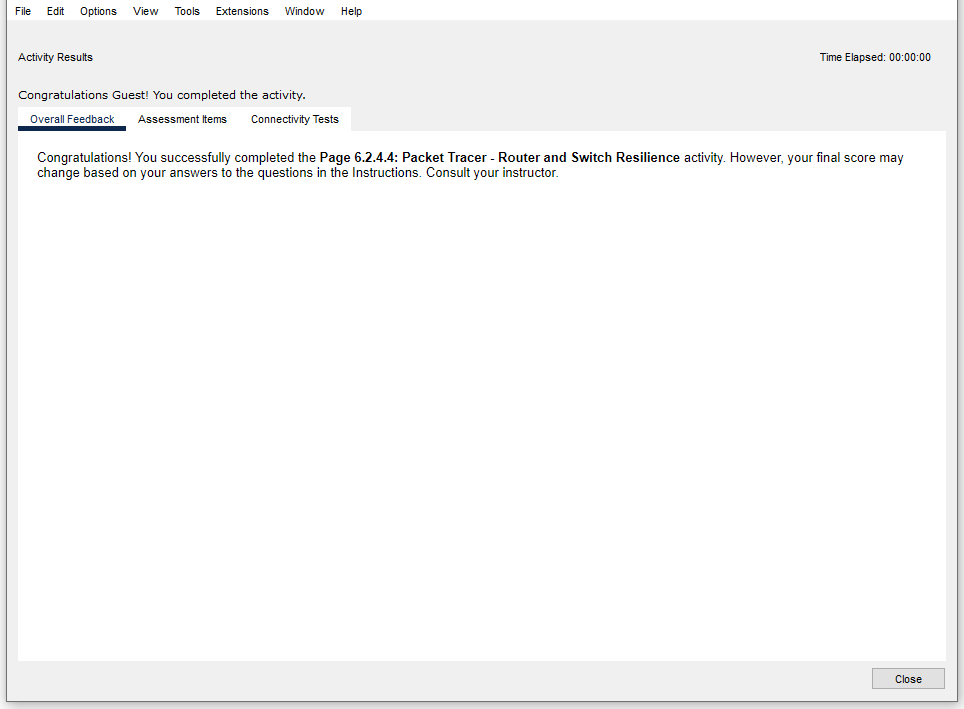 File Edit Options View Tools Extensions Window Help
Activity Results Time Elapsed: 00:00:00
Congratulations Guest! You completed the activity.
Overall Feedback Assessment Items Connectivity Tests
Congratulations! You successfully completed the Page 6.2.4.4: Packet Tracer - Router and Switch Resilience activity. However, your final score may
change based on your answers to the questions in the Instructions. Consult your instructor.
Close